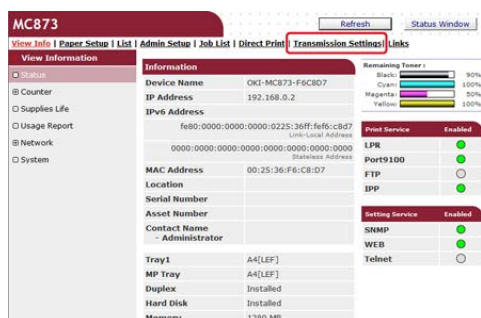 MC873
Refresh
Status Window
View Info | Paper Setup | List | Admin Setup | Job List | Direct Print | Transmission Settings| Links
View Information
Status
Counter
Supplies Life
Usage Report
Network
System
Information
Device Name OKI-MC873-F6C8D7
IP Address 192.168.0.2
IPv6 Address
fe80:0000:0000:0000:0225:36ff:fef6:c8d7
Link-Local Address
0000:0000:0000:0000:0000:0000:0000:0000
Stateless Address
MAC Address 00:25:36:F6:C8:D7
Location
Serial Number
Asset Number
Contact Name
- Administrator
Tray1 A4[LEF]
MP Tray A4[LEF]
Duplex Installed
Hard Disk Installed
Memory 1280 MB
Remaining Toner :
Black: 90%
Cyan: 100%
Magenta: 50%
Yellow: 100%
Print Service Enabled
LPR
Port9100
FTP
IPP
Setting Service Enabled
SNMP
WEB
Telnet